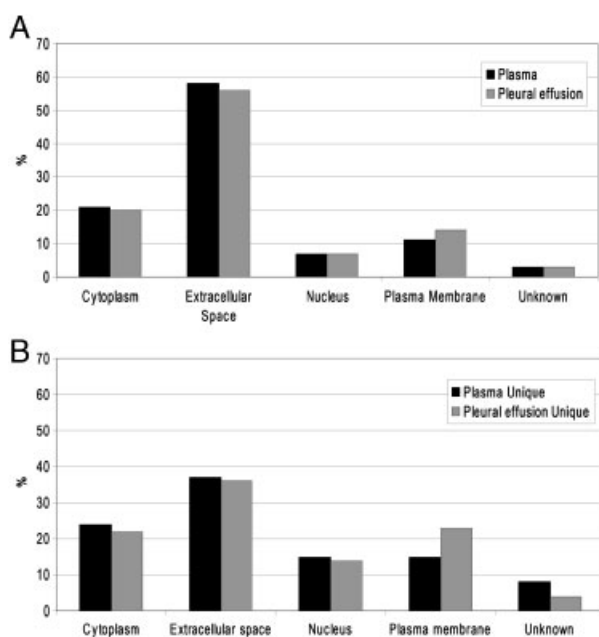 A
70
60
50
40
30
20
10
0
%
Plasma
Pleural effusion
Cytoplasm
Extracellular
Space
Nucleus
Plasma Membrane
Unknown
B
70
60
50
40
30
20
10
0
%
Plasma Unique
Pleural effusion Unique
Cytoplasm
Extracellular space
Nucleus
Plasma membrane
Unknown